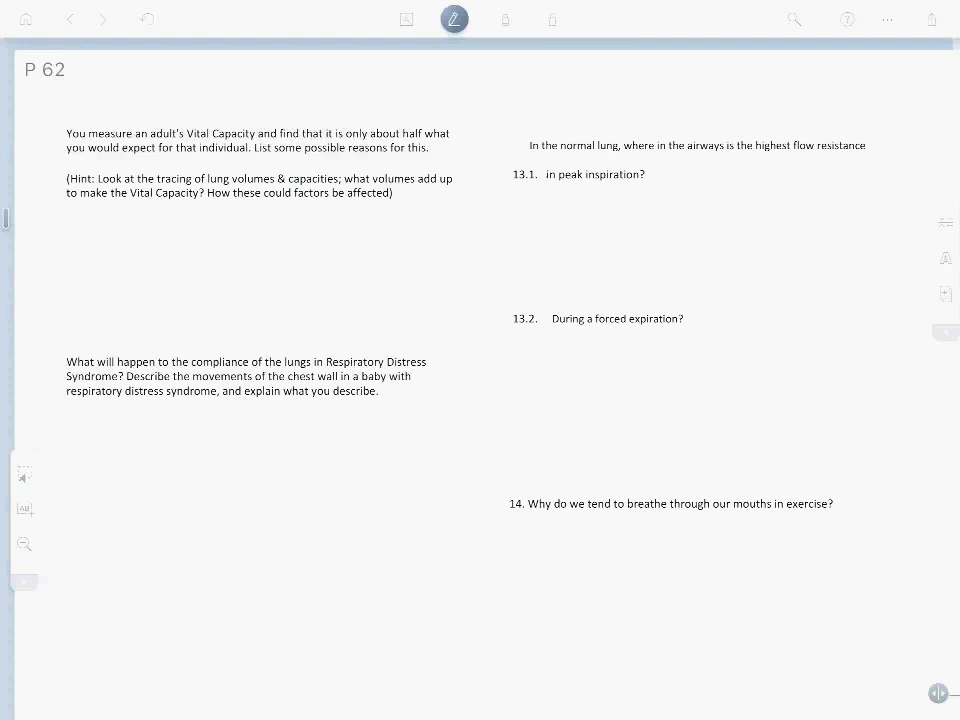 P 62
You measure an adult's Vital Capacity and find that it is only about half what
you would expect for that individual. List some possible reasons for this.
(Hint: Look at the tracing of lung volumes & capacities; what volumes add up
to make the Vital Capacity? How these could factors be affected)
What will happen to the compliance of the lungs in Respiratory Distress
Syndrome? Describe the movements of the chest wall in a baby with
respiratory distress syndrome, and explain what you describe.
In the normal lung, where in the airways is the highest flow resistance
13.1. in peak inspiration?
13.2. During a forced expiration?
14. Why do we tend to breathe through our mouths in exercise?